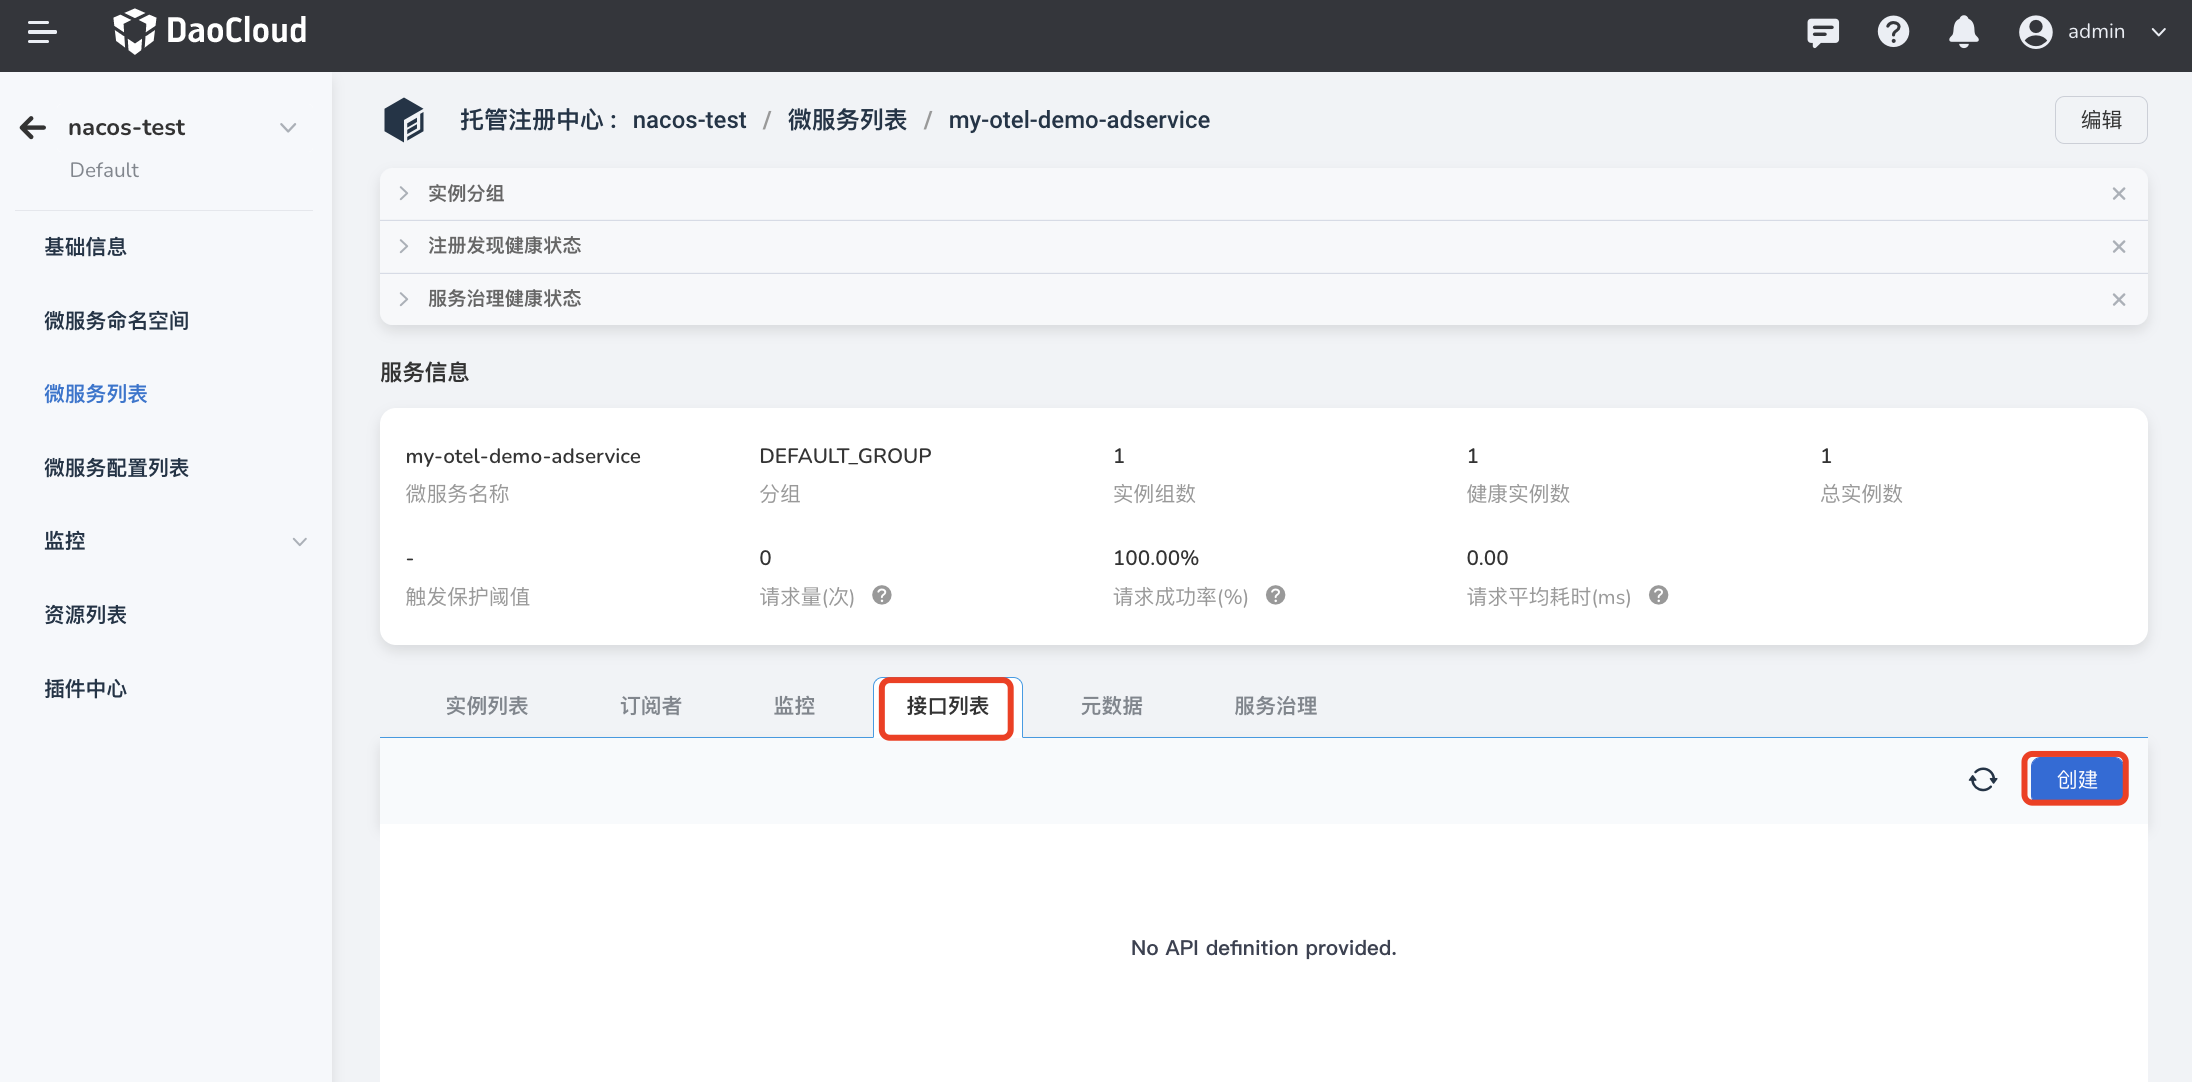 DaoCloud
admin
nacos-test
Default
基础信息
微服务命名空间
微服务列表
微服务配置列表
监控
资源列表
插件中心
托管注册中心 : nacos-test / 微服务列表 / my-otel-demo-adservice
编辑
实例分组
注册发现健康状态
服务治理健康状态
服务信息
my-otel-demo-adservice DEFAULT_GROUP 1 1 1
微服务名称 分组 实例组数 健康实例数 总实例数
- 0 100.00% 0.00
触发保护阈值 请求量(次) 请求成功率(%) 请求平均耗时(ms)
实例列表 订阅者 监控 接口列表 元数据 服务治理
创建
No API definition provided.